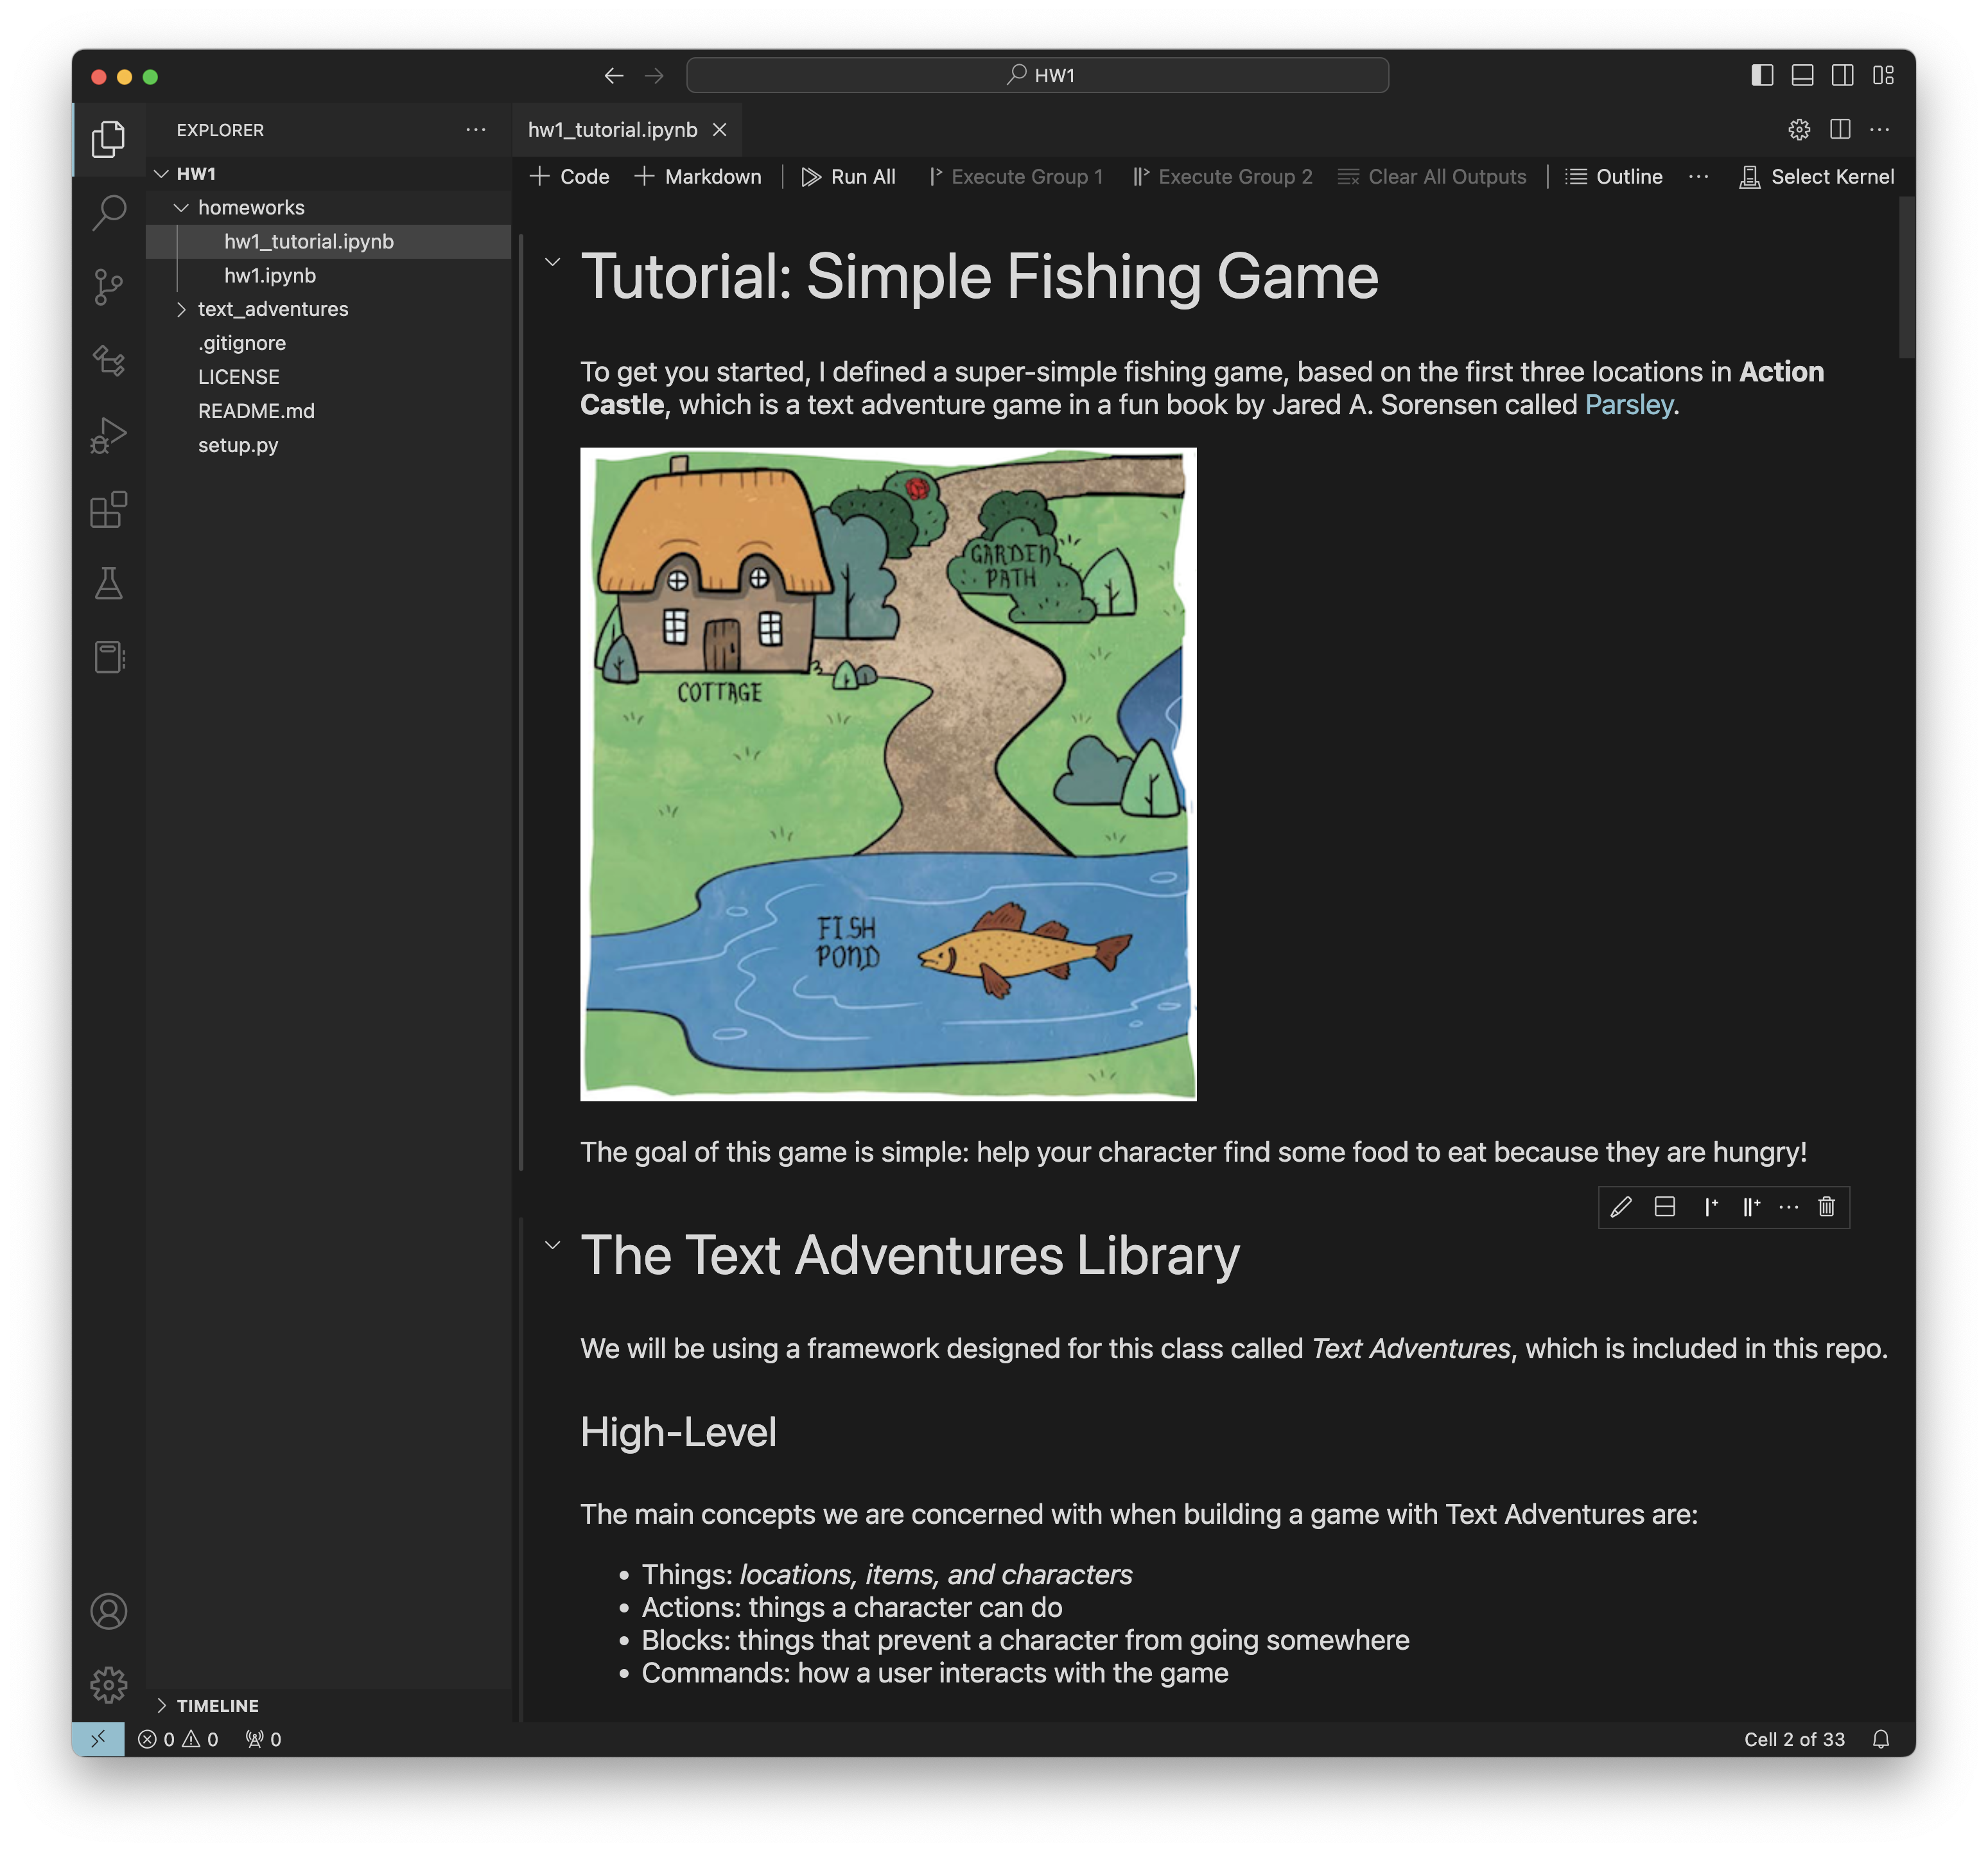 HW1
EXPLORER
hw1_tutorial.ipynb
HW1
homeworks
hw1_tutorial.ipynb
hw1.ipynb
text_adventures
.gitignore
LICENSE
README.md
setup.py
TIMELINE
Code Markdown Run All Execute Group 1 Execute Group 2 Clear All Outputs Outline ... Select Kernel
Tutorial: Simple Fishing Game
To get you started, I defined a super-simple fishing game, based on the first three locations in Action
Castle, which is a text adventure game in a fun book by Jared A. Sorensen called Parsley.
GARDEN
PATH
COTTAGE
FISH
POND
The goal of this game is simple: help your character find some food to eat because they are hungry!
The Text Adventures Library
We will be using a framework designed for this class called Text Adventures, which is included in this repo.
High-Level
The main concepts we are concerned with when building a game with Text Adventures are:
• Things: locations, items, and characters
• Actions: things a character can do
• Blocks: things that prevent a character from going somewhere
• Commands: how a user interacts with the game
0 0 0
Cell 2 of 33